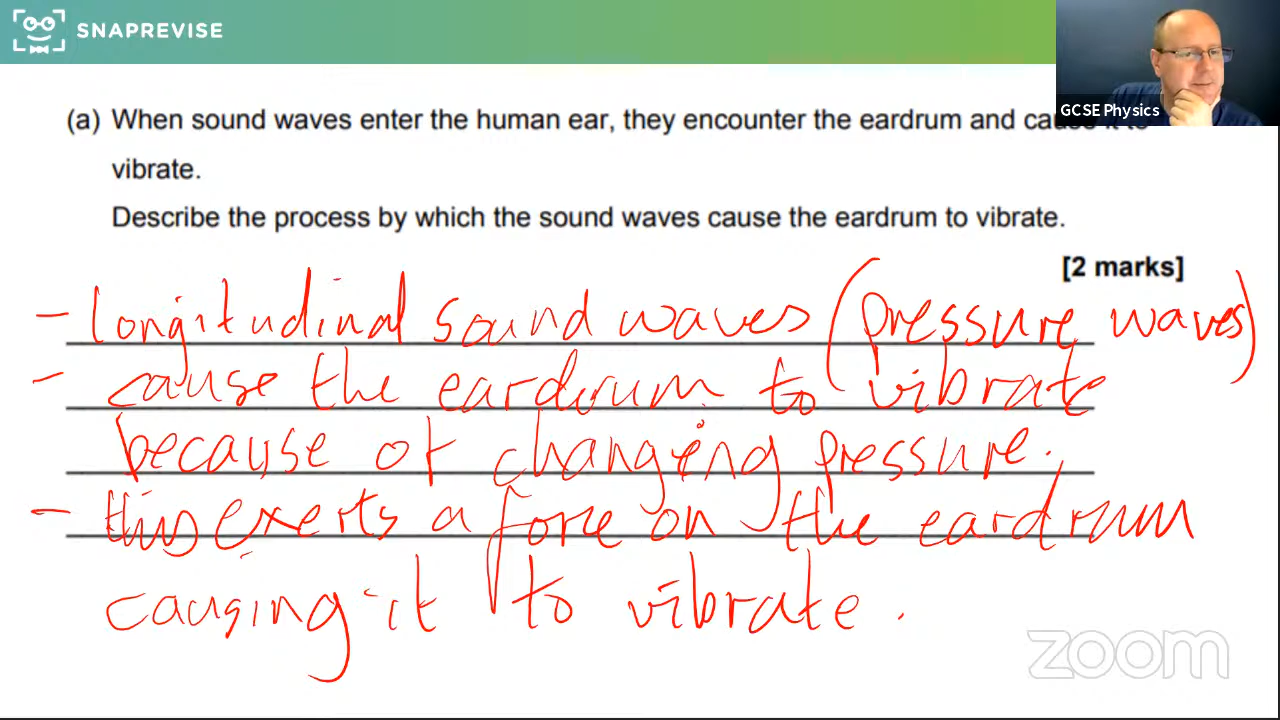 SNAPREVISE
GCSE Physics
(a) When sound waves enter the human ear, they encounter the eardrum and cause it to
vibrate.
Describe the process by which the sound waves cause the eardrum to vibrate.
[2 marks]
- longitudinal sound waves (pressure waves)
- cause the eardrum to vibrate
because of changing pressure.
- this exerts a force on the eardrum
causing it to vibrate.
zoom